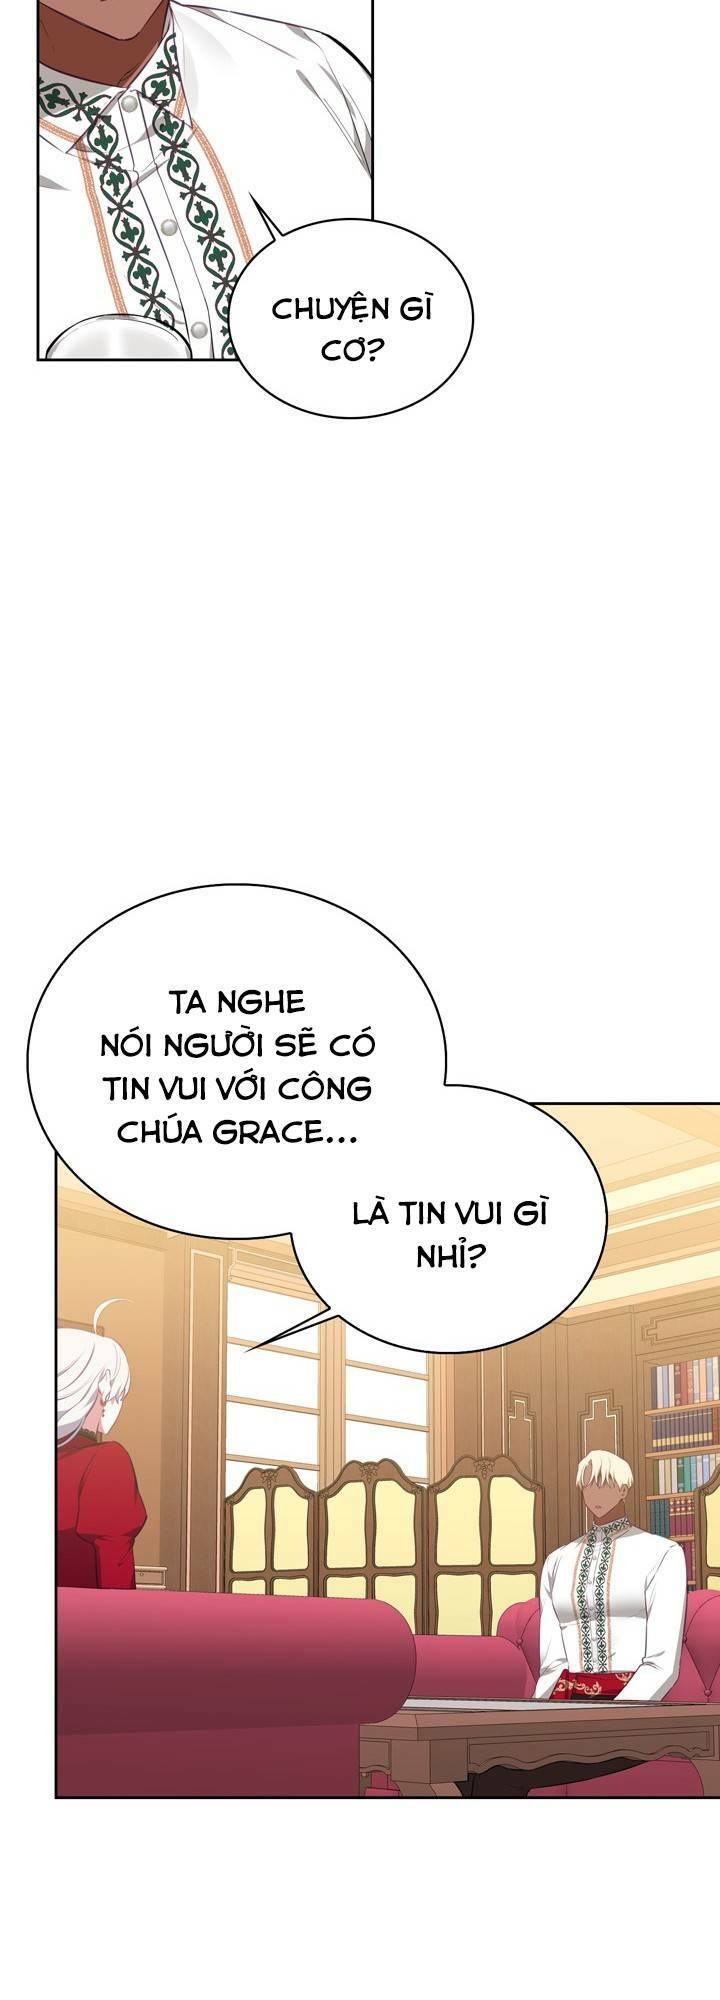 CHUYỆN GÌ
CƠ?
TA NGHE
NÓI NGƯỜI SẼ CÓ
TIN VUI VỚI CÔNG
CHÚA GRACE...
LÀ TIN VUI GÌ
NHỈ?